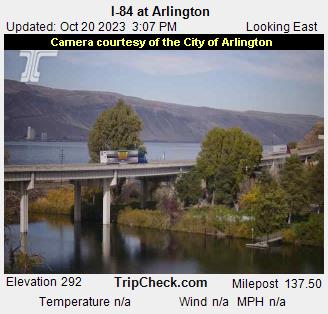 I-84 at Arlington
Updated: Oct 20 2023 3:07 PM Looking East
Camera courtesy of the City of Arlington
Elevation 292 TripCheck.com Milepost 137.50
Temperature n/a Wind n/a MPH n/a